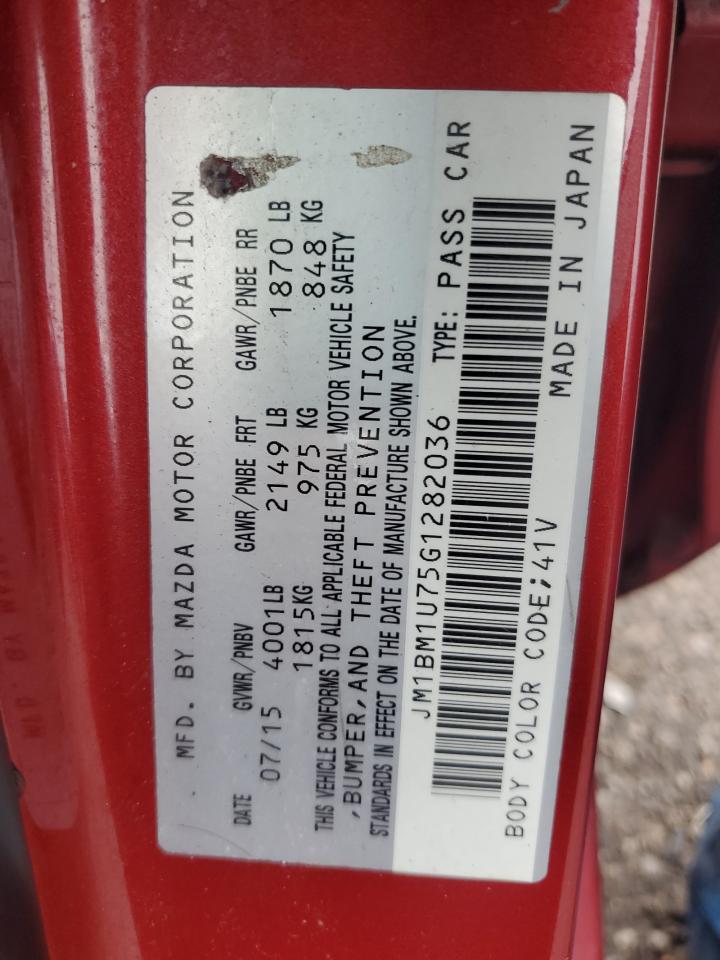 MFD. BY MAZDA MOTOR CORPORATION
DATE GVWR/PNBV GAWR/PNBE FRT GAWR/PNBE RR
07/15 4001LB 2149 LB 1870 LB
1815KG 975 KG 848 KG
THIS VEHICLE CONFORMS TO ALL APPLICABLE FEDERAL MOTOR VEHICLE SAFETY
,BUMPER,AND THEFT PREVENTION
STANDARDS IN EFFECT ON THE DATE OF MANUFACTURE SHOWN ABOVE.
JM1BM1U75G1282036 TYPE: PASS CAR
BODY COLOR CODE;41V MADE IN JAPAN